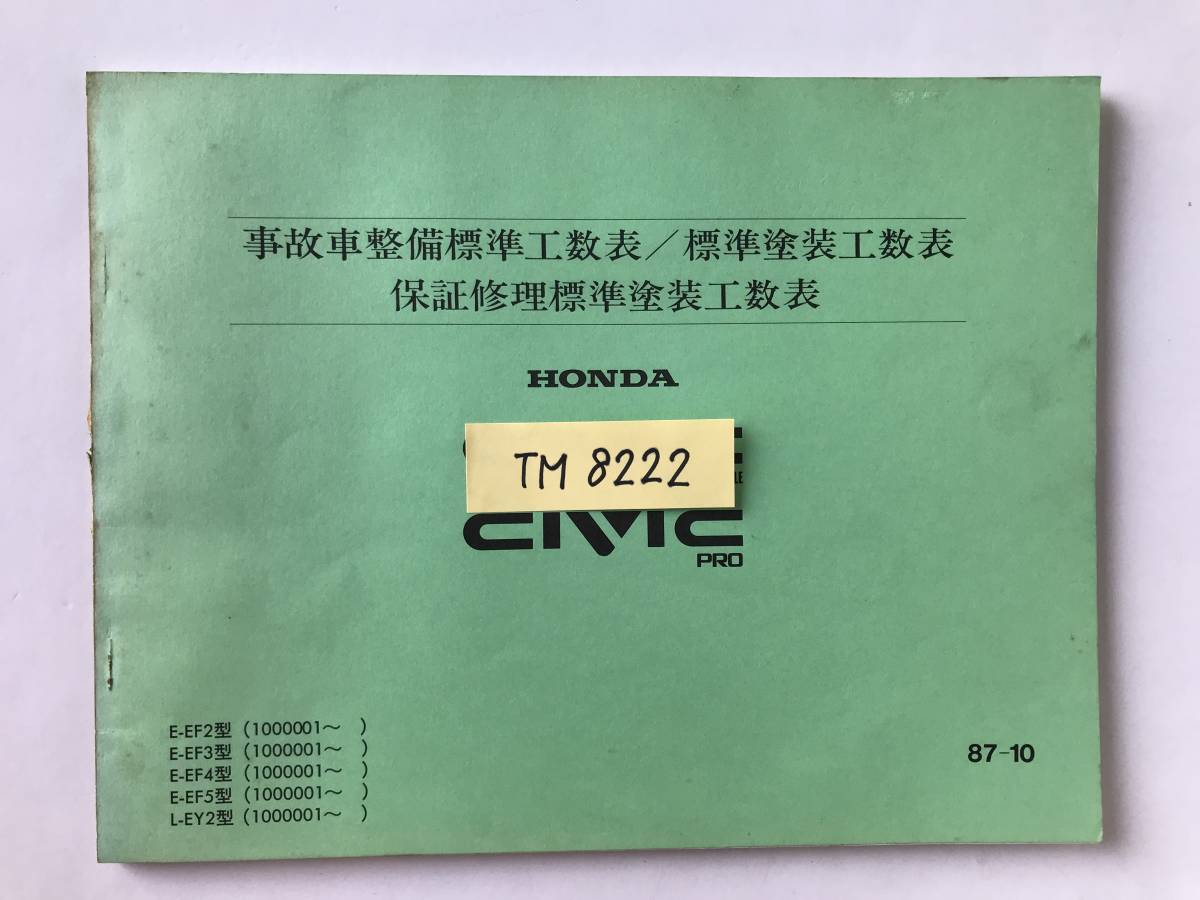 事故車整備標準工数表／標準塗装工数表
保証修理標準塗装工数表
HONDA
TM 8222
PRO
E-EF2型 (1000001〜　)
E-EF3型 (1000001〜　)
E-EF4型 (1000001〜　)
E-EF5型 (1000001〜　)
L-EY2型 (1000001〜　)
87-10